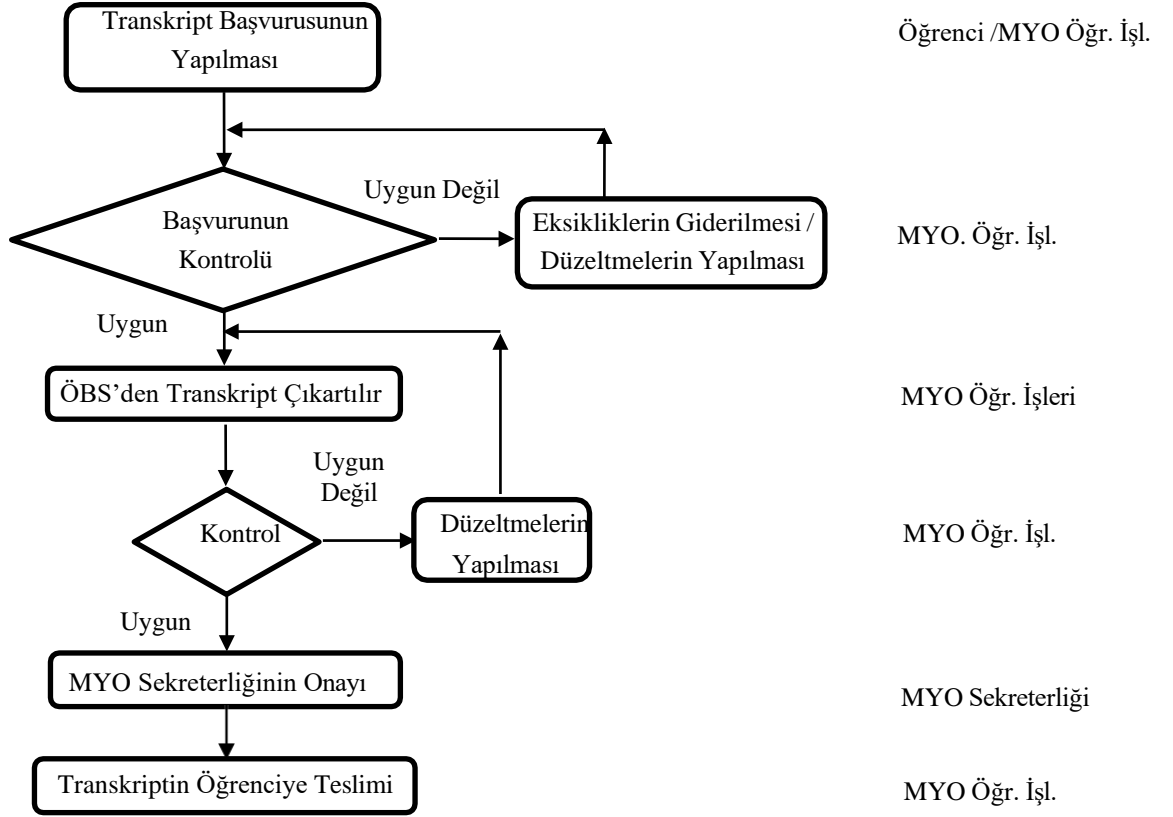 Transkript Başvurusunun
Yapılması
Öğrenci /MYO Öğr. İşl.
Uygun Değil
Başvurunun
Kontrolü
Eksikliklerin Giderilmesi /
Düzeltmelerin Yapılması
MYO. Öğr. İşl.
Uygun
ÖBS’den Transkript Çıkartılır
MYO Öğr. İşleri
Uygun
Değil
Kontrol
Düzeltmelerin
Yapılması
MYO Öğr. İşl.
Uygun
MYO Sekreterliğinin Onayı
MYO Sekreterliği
Transkriptin Öğrenciye Teslimi
MYO Öğr. İşl.